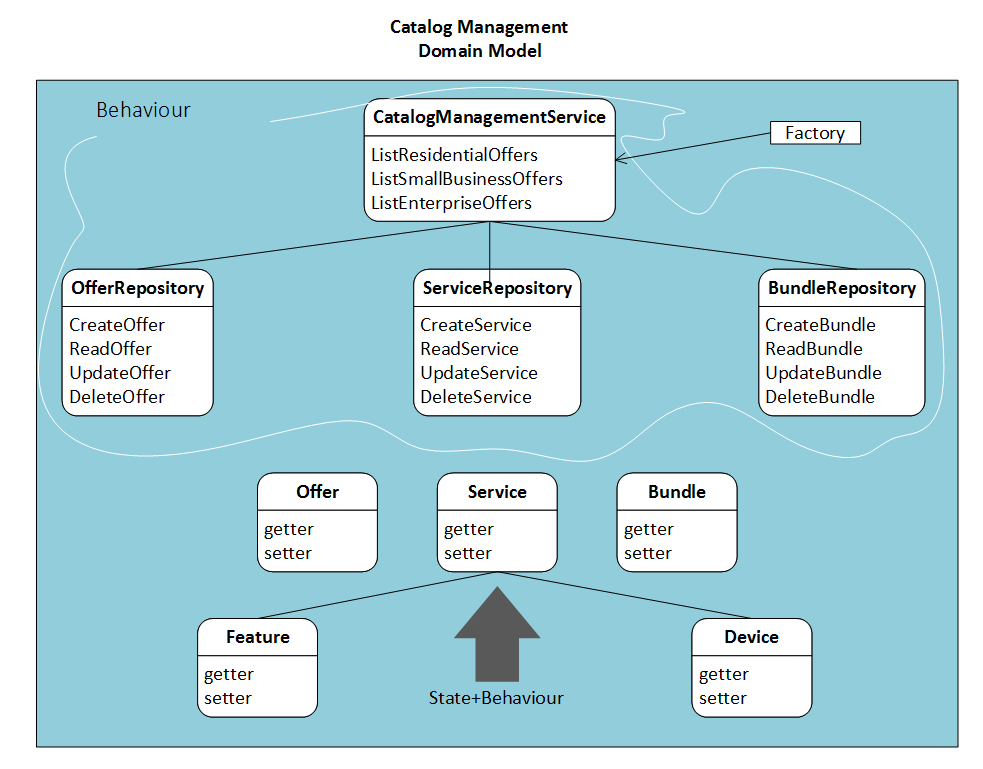 Catalog Management
Domain Model
Behaviour
CatalogManagementService
ListResidentialOffers
ListSmallBusinessOffers
ListEnterpriseOffers
Factory
OfferRepository
CreateOffer
ReadOffer
UpdateOffer
DeleteOffer
ServiceRepository
CreateService
ReadService
UpdateService
DeleteService
BundleRepository
CreateBundle
ReadBundle
UpdateBundle
DeleteBundle
Offer
getter
setter
Service
getter
setter
Bundle
getter
setter
Feature
getter
setter
State+Behaviour
Device
getter
setter